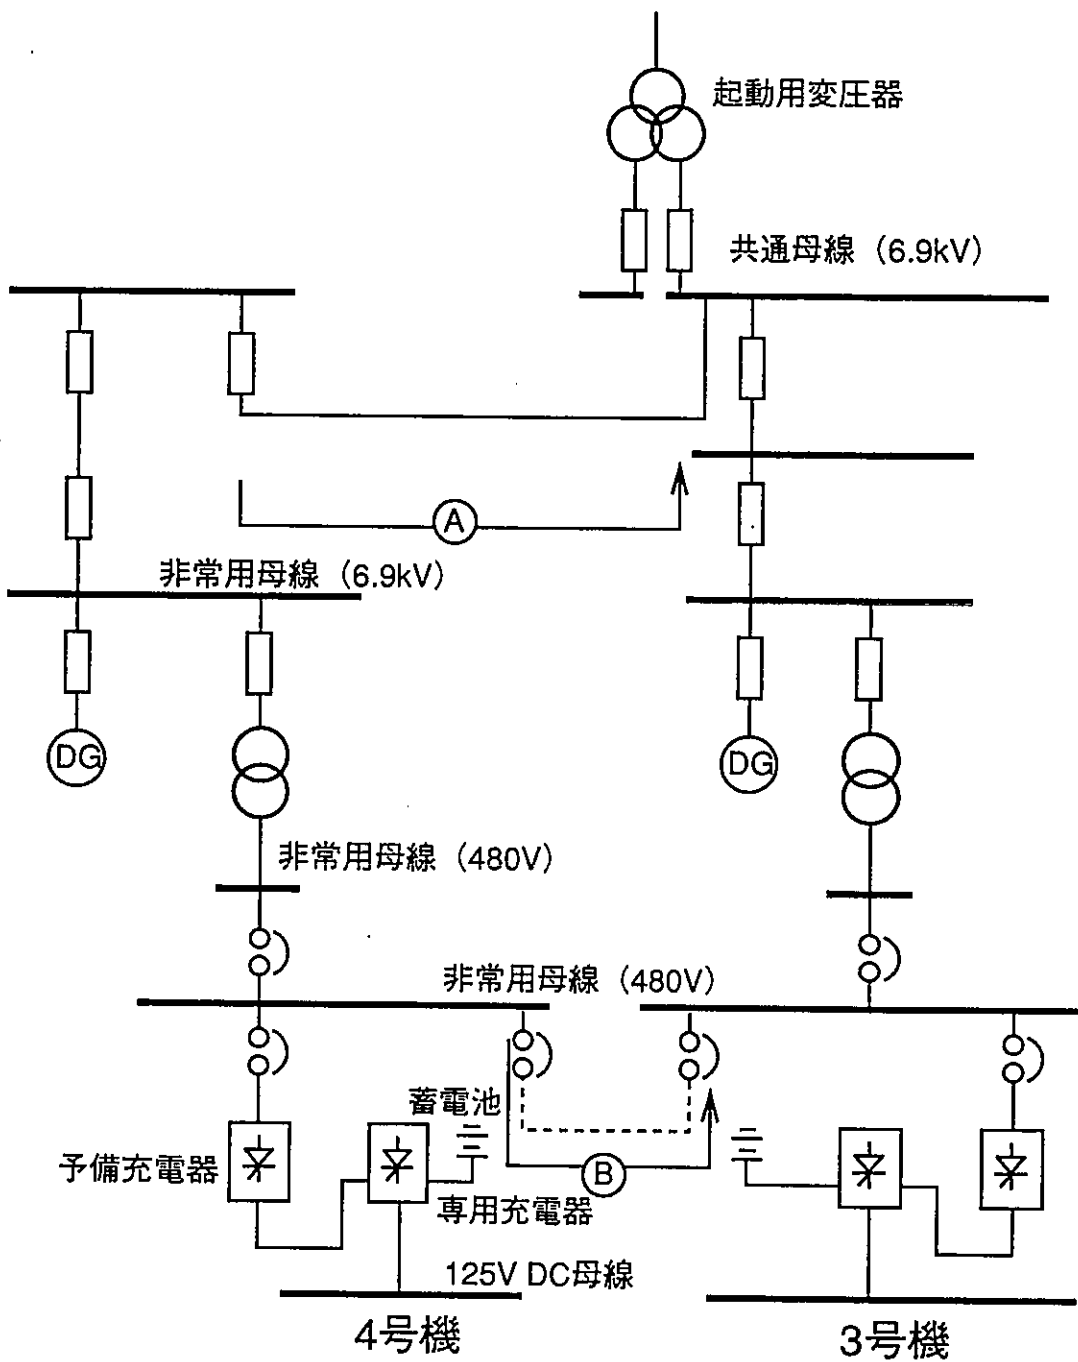 起動用変圧器
共通母線 (6.9kV)
A
非常用母線 (6.9kV)
DG
DG
非常用母線 (480V)
非常用母線 (480V)
蓄電池
予備充電器
B
専用充電器
125V DC母線
4号機
3号機